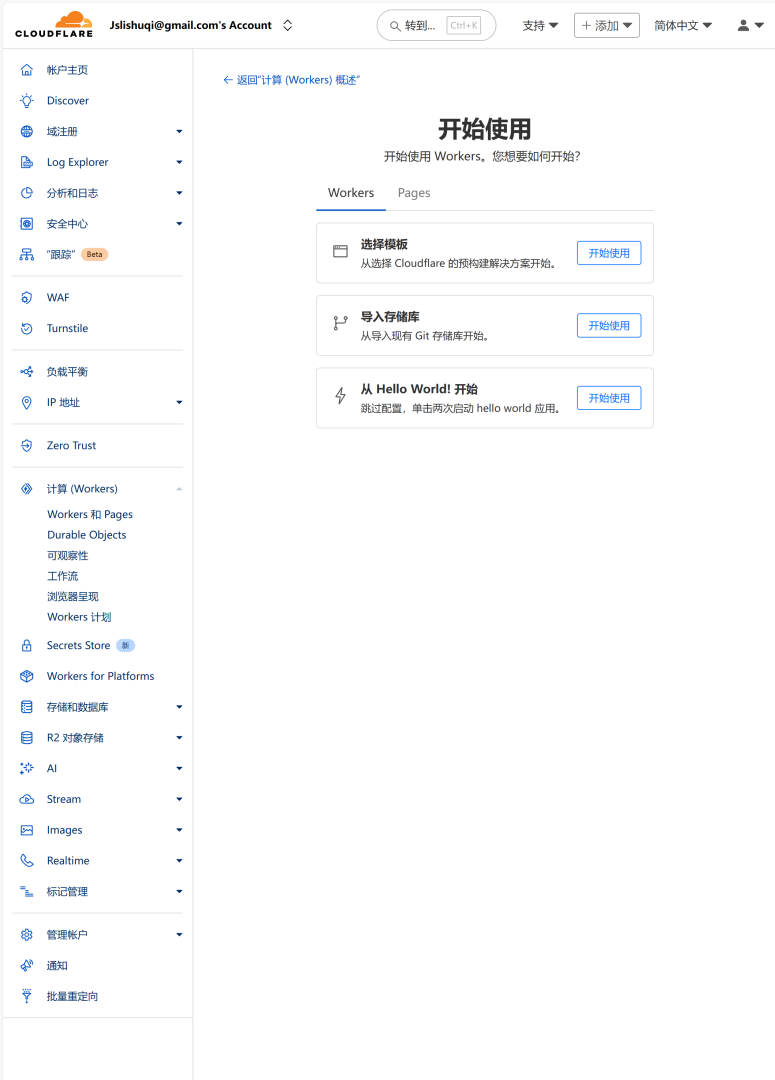 CLOUDFLARE
Jslishuqi@gmail.com's Account
转到... Ctrl+K
支持
添加
简体中文
帐户主页
Discover
域注册
Log Explorer
分析和日志
安全中心
“跟踪” Beta
WAF
Turnstile
负载平衡
IP 地址
Zero Trust
计算 (Workers)
Workers 和 Pages
Durable Objects
可观察性
工作流
浏览器呈现
Workers 计划
Secrets Store 新
Workers for Platforms
存储和数据库
R2 对象存储
AI
Stream
Images
Realtime
标记管理
管理帐户
通知
批量重定向
返回“计算 (Workers) 概述”
开始使用
开始使用 Workers。您想要如何开始?
Workers Pages
选择模板
从选择 Cloudflare 的预构建解决方案开始。
开始使用
导入存储库
从导入现有 Git 存储库开始。
开始使用
从 Hello World! 开始
跳过配置，单击两次启动 hello world 应用。
开始使用